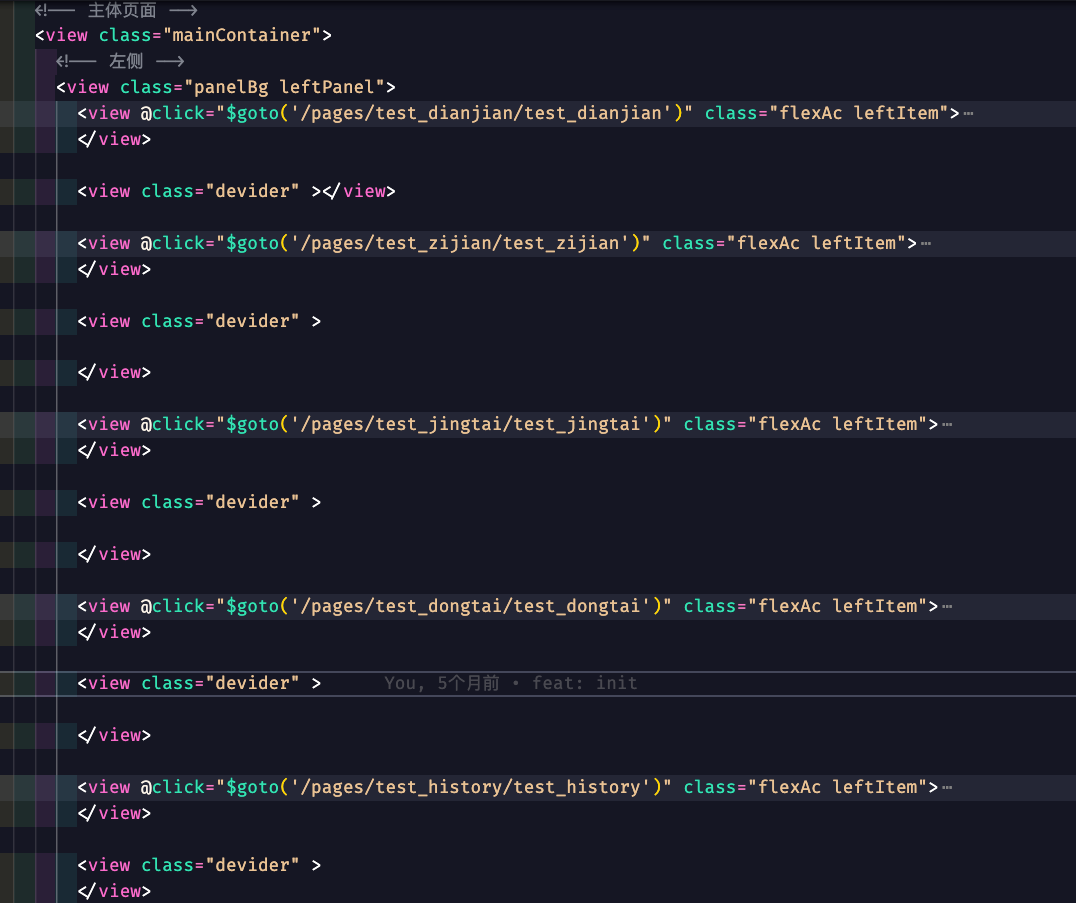 <!-- 主体页面 -->
<view class="mainContainer">
<!-- 左侧 -->
<view class="panelBg leftPanel">
<view @click="$goto('/pages/test_dianjian/test_dianjian')" class="flexAc leftItem">…
</view>
<view class="devider" ></view>
<view @click="$goto('/pages/test_zijian/test_zijian')" class="flexAc leftItem">…
</view>
<view class="devider" >
</view>
<view @click="$goto('/pages/test_jingtai/test_jingtai')" class="flexAc leftItem">…
</view>
<view class="devider" >
</view>
<view @click="$goto('/pages/test_dongtai/test_dongtai')" class="flexAc leftItem">…
</view>
<view class="devider" > You, 5个月前 • feat: init
</view>
<view @click="$goto('/pages/test_history/test_history')" class="flexAc leftItem">…
</view>
<view class="devider" >
</view>